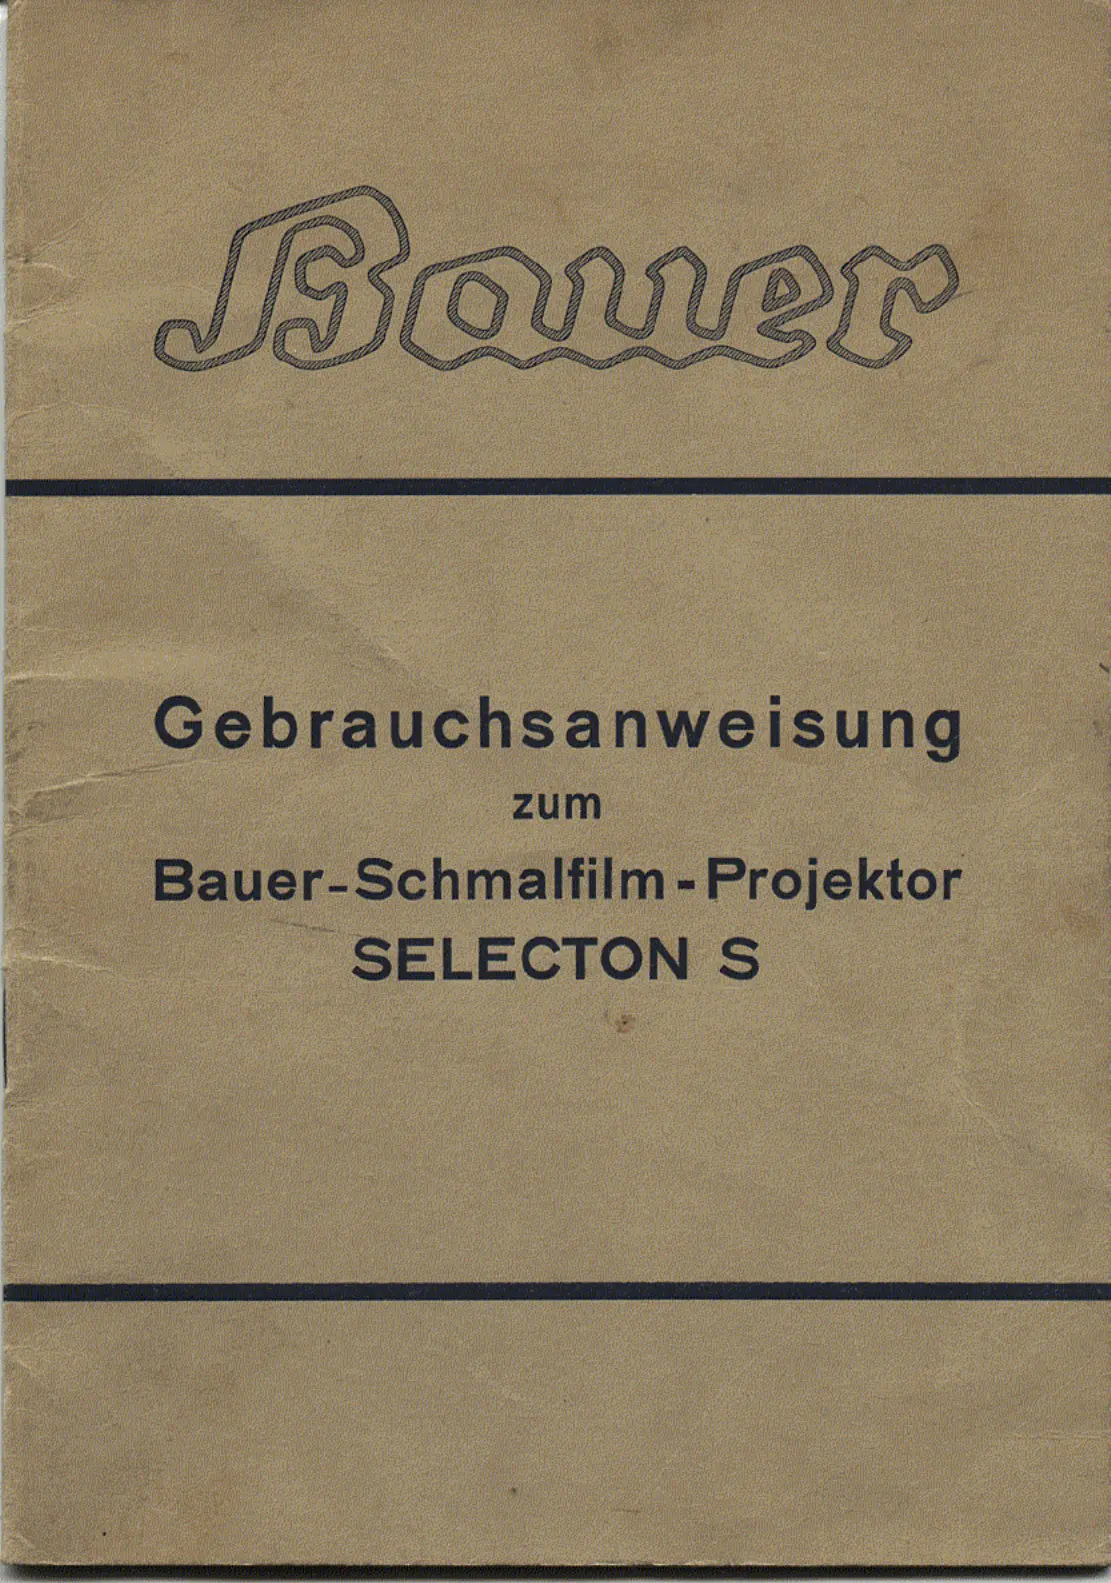 Bauer
Gebrauchsanweisung
zum
Bauer-Schmalfilm-Projektor
SELECTON S